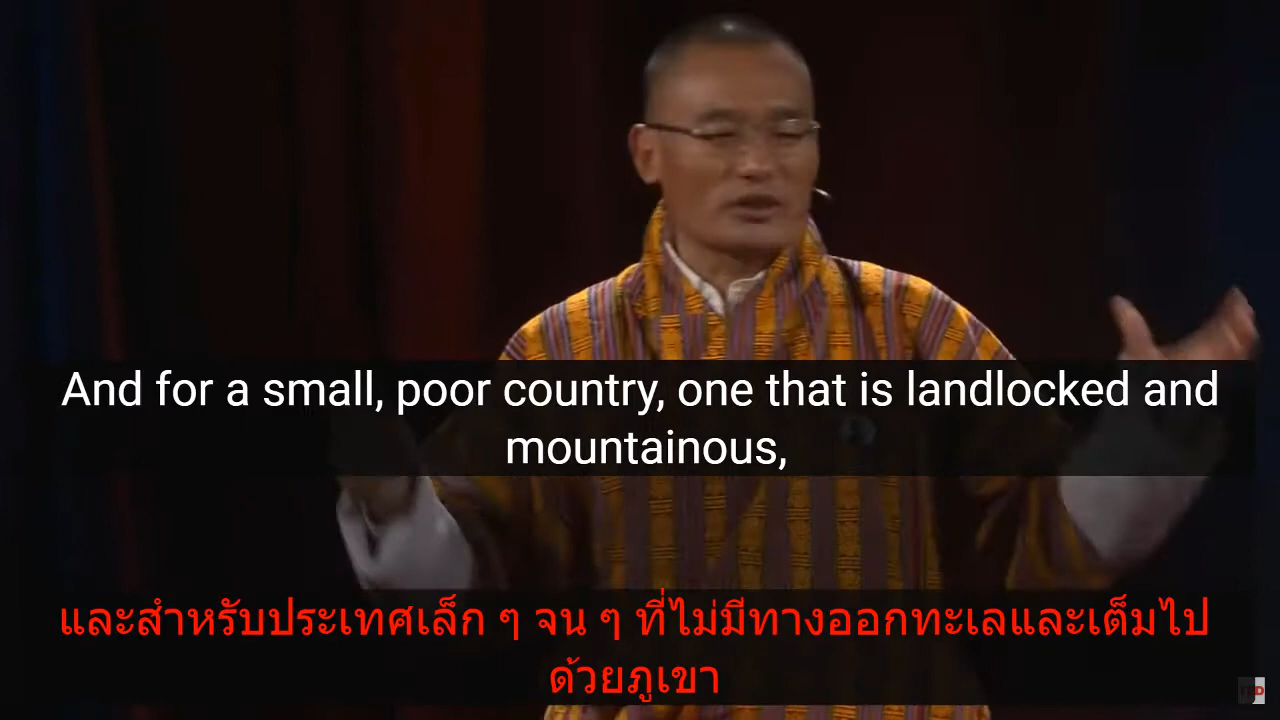 And for a small, poor country, one that is landlocked and
mountainous,
และสำหรับประเทศเล็ก ๆ จน ๆ ที่ไม่มีทางออกทะเลและเต็มไป
ด้วยภูเขา
TED